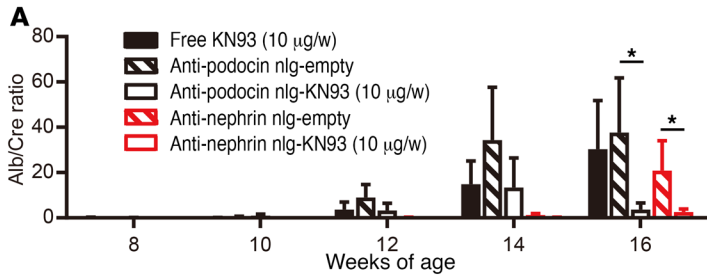 A
80
60
40
20
0
Alb/Cre ratio
Free KN93 (10 μg/w)
Anti-podocin nlg-empty
Anti-podocin nlg-KN93 (10 μg/w)
Anti-nephrin nlg-empty
Anti-nephrin nlg-KN93 (10 μg/w)
*
*
8 10 12 14 16
Weeks of age